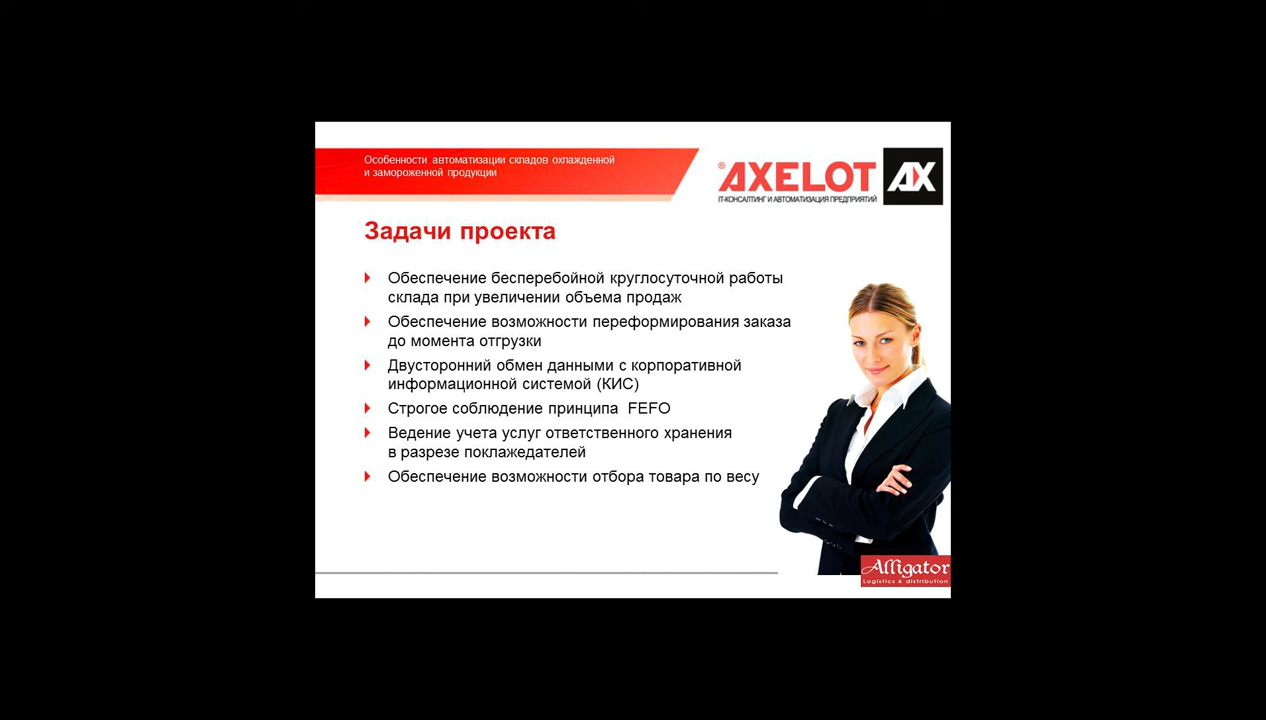 Особенности автоматизации складов охлажденной
и замороженной продукции
® AXELOT AX
IT-КОНСАЛТИНГ И АВТОМАТИЗАЦИЯ ПРЕДПРИЯТИЙ
Задачи проекта
Обеспечение бесперебойной круглосуточной работы
склада при увеличении объема продаж
Обеспечение возможности переформирования заказа
до момента отгрузки
Двусторонний обмен данными с корпоративной
информационной системой (КИС)
Строгое соблюдение принципа FEFO
Ведение учета услуг ответственного хранения
в разрезе поклажедателей
Обеспечение возможности отбора товара по весу
Alligator
Logistics & distribution